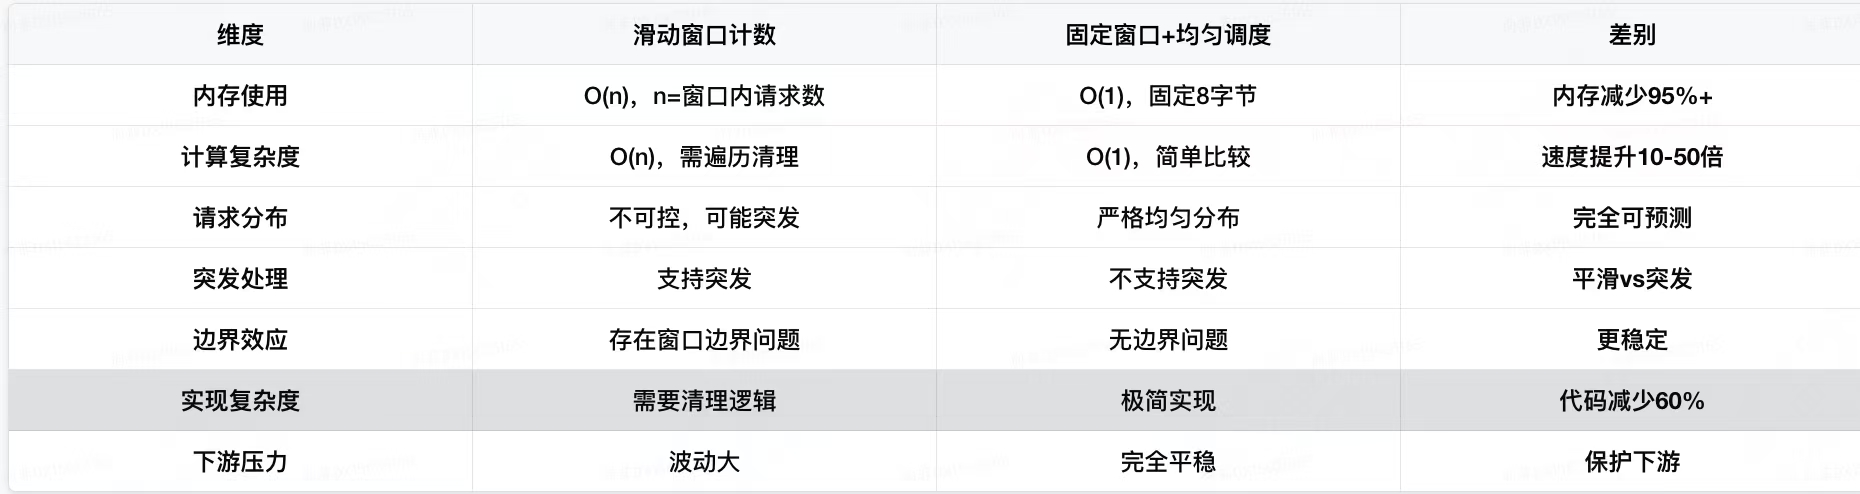 维度 滑动窗口计数 固定窗口+均匀调度 差别
内存使用 O(n)，n=窗口内请求数 O(1)，固定8字节 内存减少95%+
计算复杂度 O(n)，需遍历清理 O(1)，简单比较 速度提升10-50倍
请求分布 不可控，可能突发 严格均匀分布 完全可预测
突发处理 支持突发 不支持突发 平滑vs突发
边界效应 存在窗口边界问题 无边界问题 更稳定
实现复杂度 需要清理逻辑 极简实现 代码减少60%
下游压力 波动大 完全平稳 保护下游